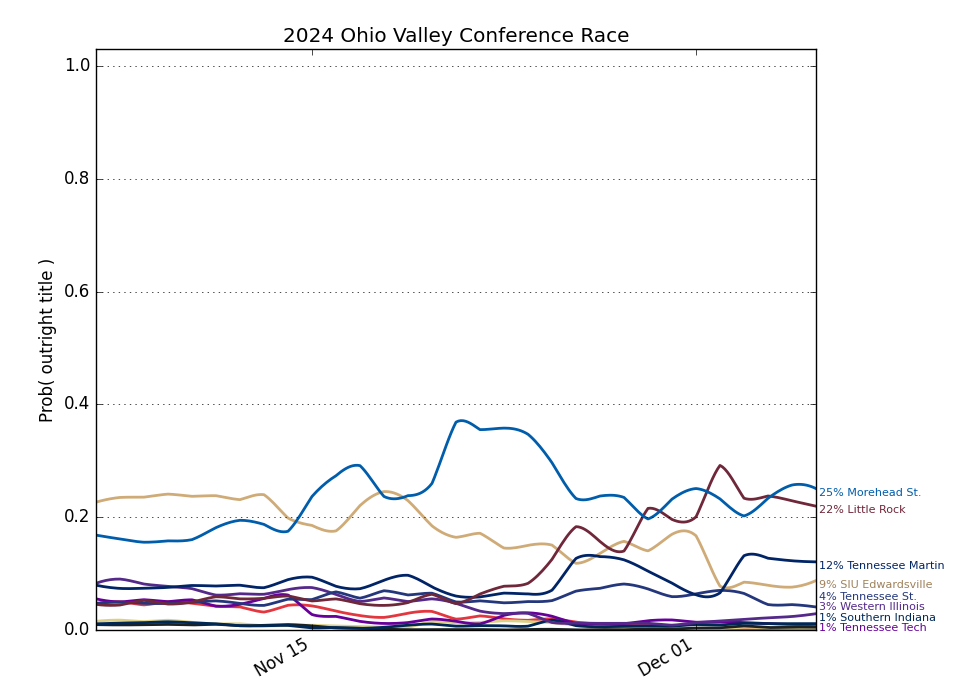 2024 Ohio Valley Conference Race
1.0
0.8
0.6
0.4
0.2
0.0
Prob( outright title )
Nov 15
Dec 01
25% Morehead St.
22% Little Rock
12% Tennessee Martin
9% SIU Edwardsville
4% Tennessee St.
3% Western Illinois
1% Southern Indiana
1% Tennessee Tech